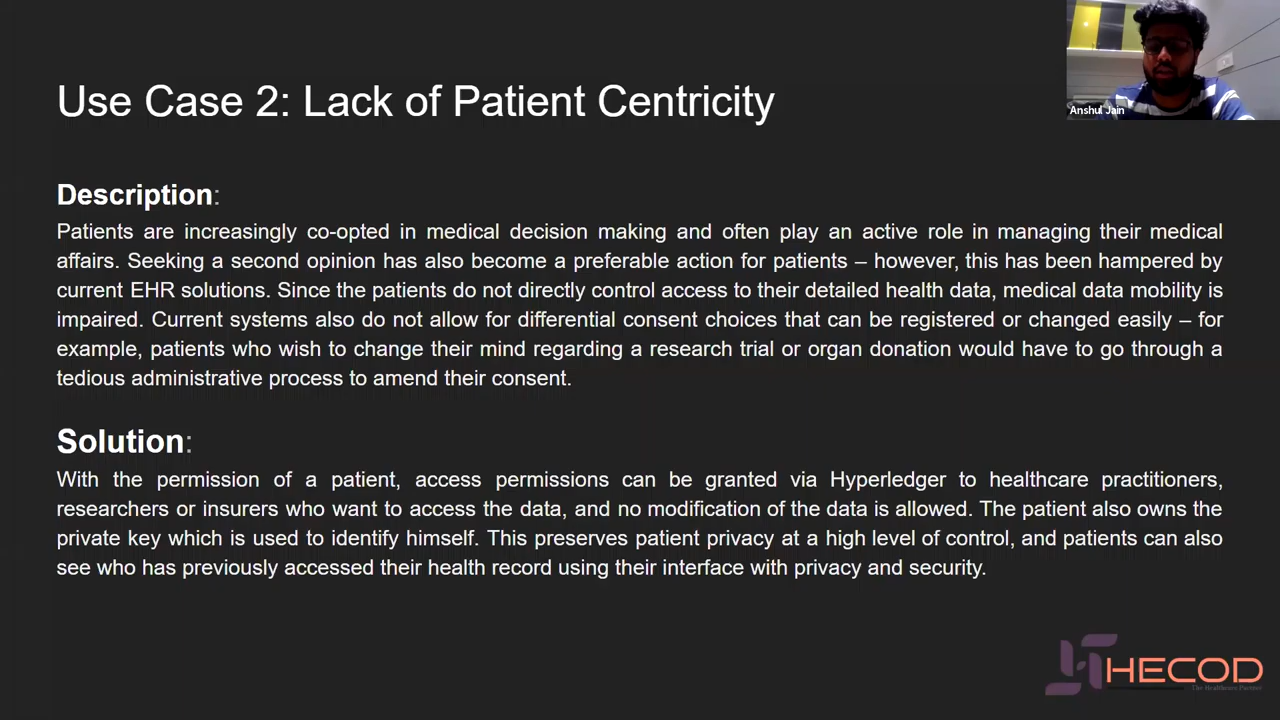 Use Case 2: Lack of Patient Centricity
Anshul Jain
Description:
Patients are increasingly co-opted in medical decision making and often play an active role in managing their medical
affairs. Seeking a second opinion has also become a preferable action for patients – however, this has been hampered by
current EHR solutions. Since the patients do not directly control access to their detailed health data, medical data mobility is
impaired. Current systems also do not allow for differential consent choices that can be registered or changed easily – for
example, patients who wish to change their mind regarding a research trial or organ donation would have to go through a
tedious administrative process to amend their consent.
Solution:
With the permission of a patient, access permissions can be granted via Hyperledger to healthcare practitioners,
researchers or insurers who want to access the data, and no modification of the data is allowed. The patient also owns the
private key which is used to identify himself. This preserves patient privacy at a high level of control, and patients can also
see who has previously accessed their health record using their interface with privacy and security.
HECOD
The Healthcare Partner